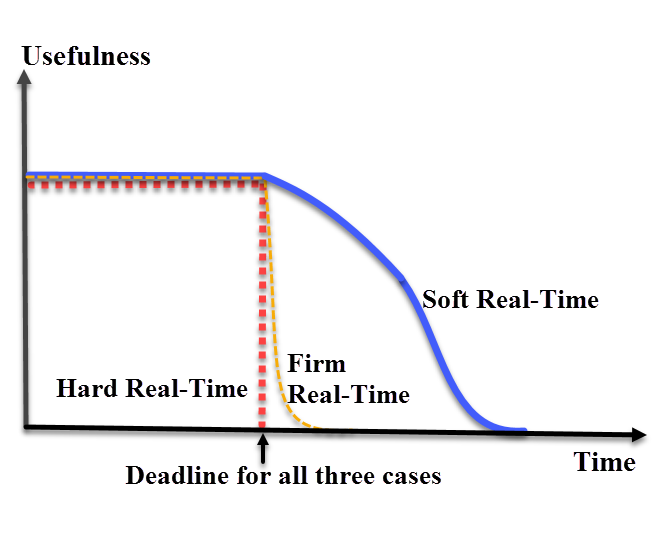 Usefulness
Soft Real-Time
Firm
Real-Time
Hard Real-Time
Time
Deadline for all three cases